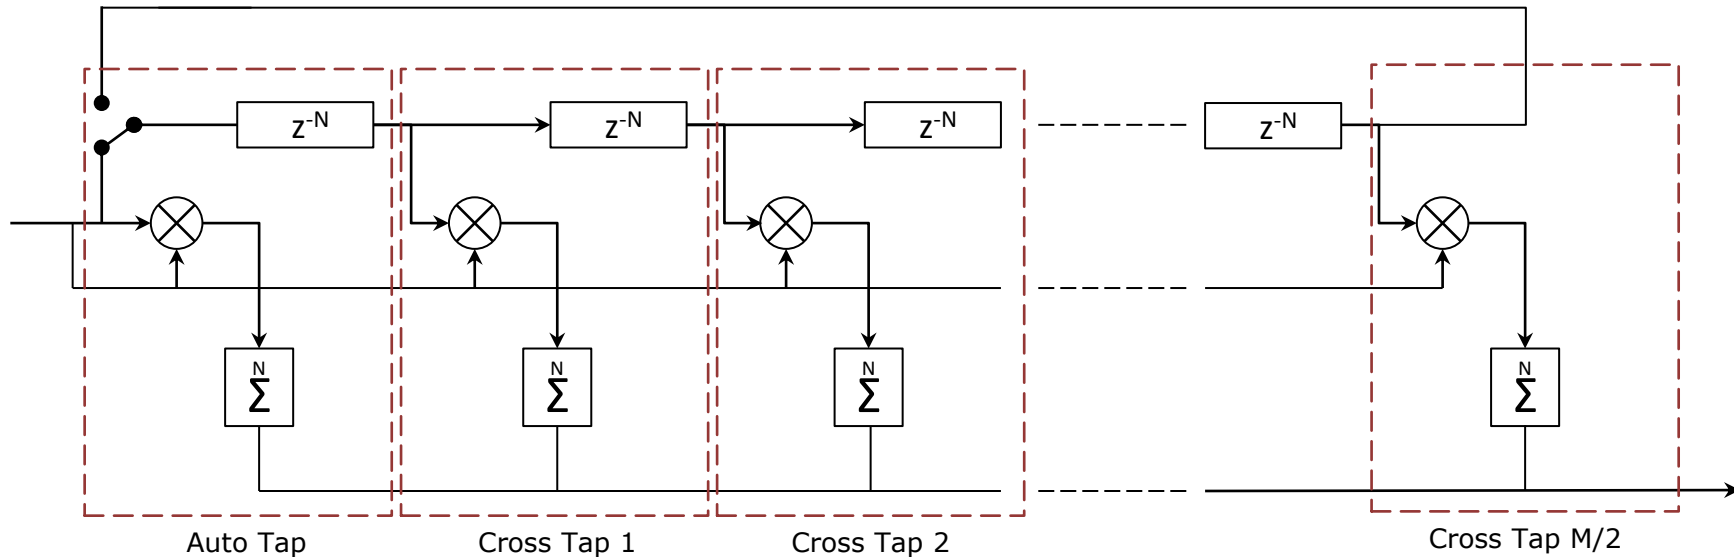 z-N
z-N
z-N
z-N
N
Σ
N
Σ
N
Σ
N
Σ
Auto Tap
Cross Tap 1
Cross Tap 2
Cross Tap M/2